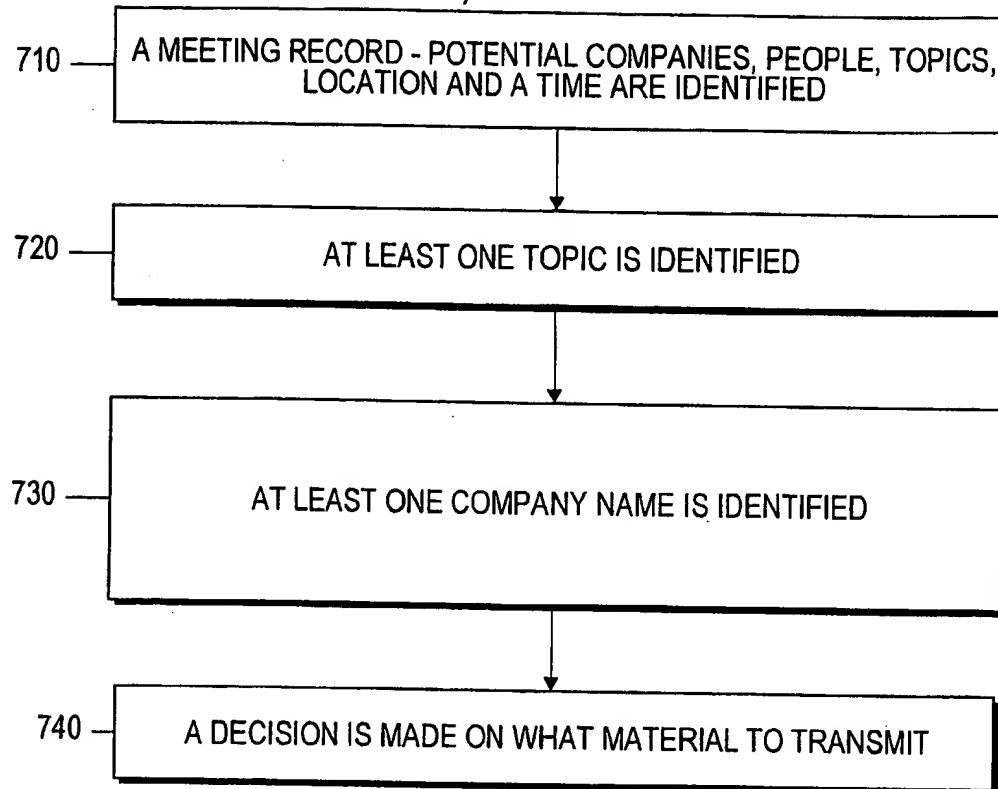 710 A MEETING RECORD - POTENTIAL COMPANIES, PEOPLE, TOPICS,
LOCATION AND A TIME ARE IDENTIFIED
720 AT LEAST ONE TOPIC IS IDENTIFIED
730 AT LEAST ONE COMPANY NAME IS IDENTIFIED
740 A DECISION IS MADE ON WHAT MATERIAL TO TRANSMIT